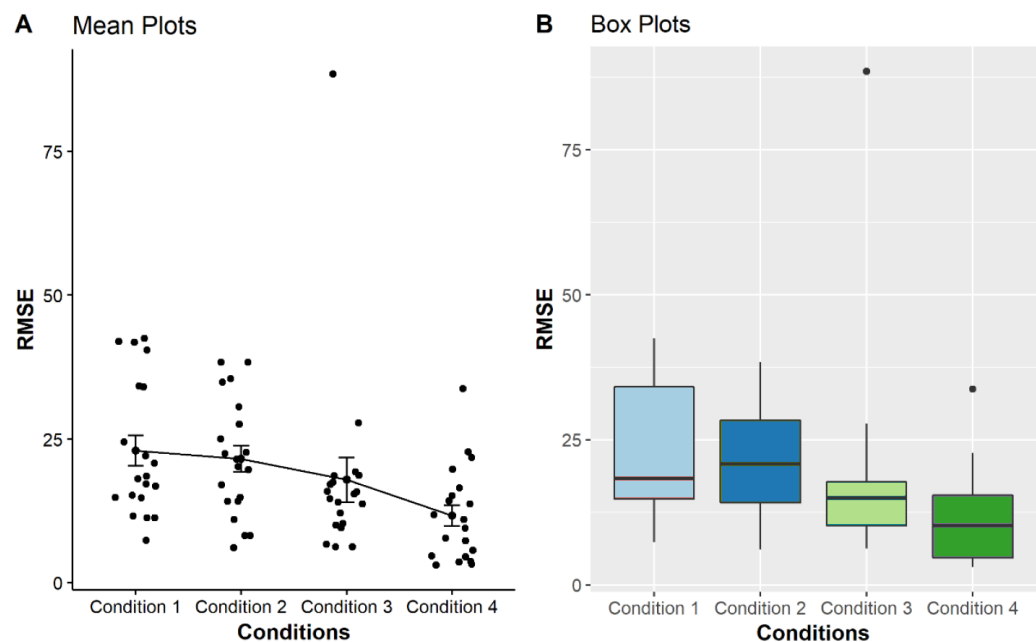 A Mean Plots
RMSE
75
50
25
0
Condition 1 Condition 2 Condition 3 Condition 4
Conditions
B Box Plots
RMSE
75
50
25
0
Condition 1 Condition 2 Condition 3 Condition 4
Conditions